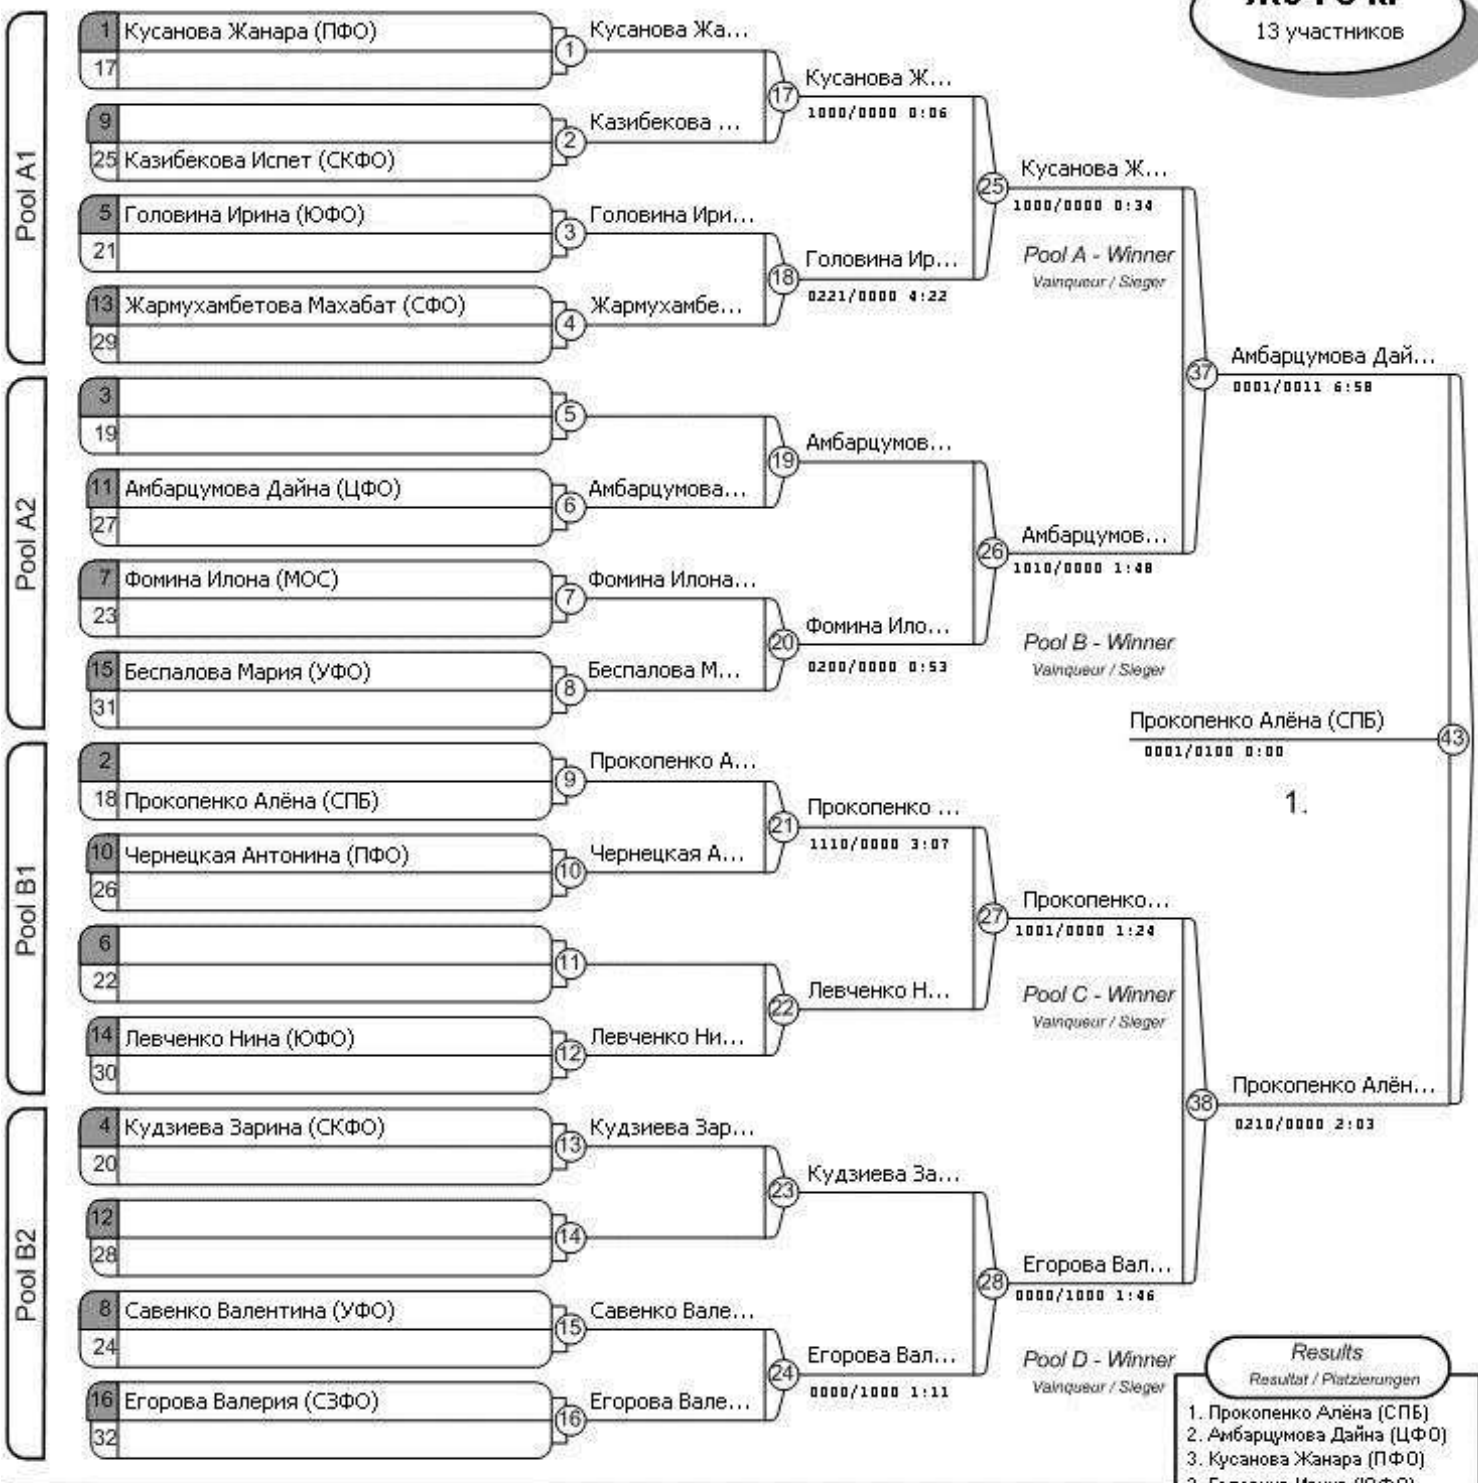 13 участников
Pool A1
1 Кусанова Жанара (ПФО)
17
9
25 Казибекова Испет (СКФО)
5 Головина Ирина (ЮФО)
21
13 Жармухамбетова Махабат (СФО)
29
Pool A2
3
19
11 Амбарцумова Дайна (ЦФО)
27
7 Фомина Илона (МОС)
23
15 Беспалова Мария (УФО)
31
Pool B1
2
18 Прокопенко Алёна (СПБ)
10 Чернецкая Антонина (ПФО)
26
6
22
14 Левченко Нина (ЮФО)
30
Pool B2
4 Кудзиева Зарина (СКФО)
20
12
28
8 Савенко Валентина (УФО)
24
16 Егорова Валерия (СЗФО)
32
1 Кусанова Жа...
2 Казибекова ...
3 Головина Ири...
4 Жармухамбе...
5
6 Амбарцумова...
7 Фомина Илона...
8 Беспалова М...
9 Прокопенко А...
10 Чернецкая А...
11
12 Левченко Ни...
13 Кудзиева Зар...
14
15 Савенко Вале...
16 Егорова Вале...
17 Кусанова Ж...
1000/0000 0:06
18 Головина Ир...
0221/0000 4:22
19 Амбарцумов...
20 Фомина Ило...
0200/0000 0:53
21 Прокопенко ...
1110/0000 3:07
22 Левченко Н...
23 Кудзиева За...
24 Егорова Вал...
0000/1000 1:11
25 Кусанова Ж...
1000/0000 0:34
Pool A - Winner
Vainqueur / Sieger
26 Амбарцумов...
1010/0000 1:48
Pool B - Winner
Vainqueur / Sieger
27 Прокопенко...
1001/0000 1:24
Pool C - Winner
Vainqueur / Sieger
28 Егорова Вал...
0000/1000 1:46
Pool D - Winner
Vainqueur / Sieger
37 Амбарцумова Дай...
0001/0011 6:58
38 Прокопенко Алён...
0210/0000 2:03
Прокопенко Алёна (СПБ)
43
0001/0100 0:00
1.
Results
Resultat / Platzierungen
1. Прокопенко Алёна (СПБ)
2. Амбарцумова Дайна (ЦФО)
3. Кусанова Жанара (ПФО)